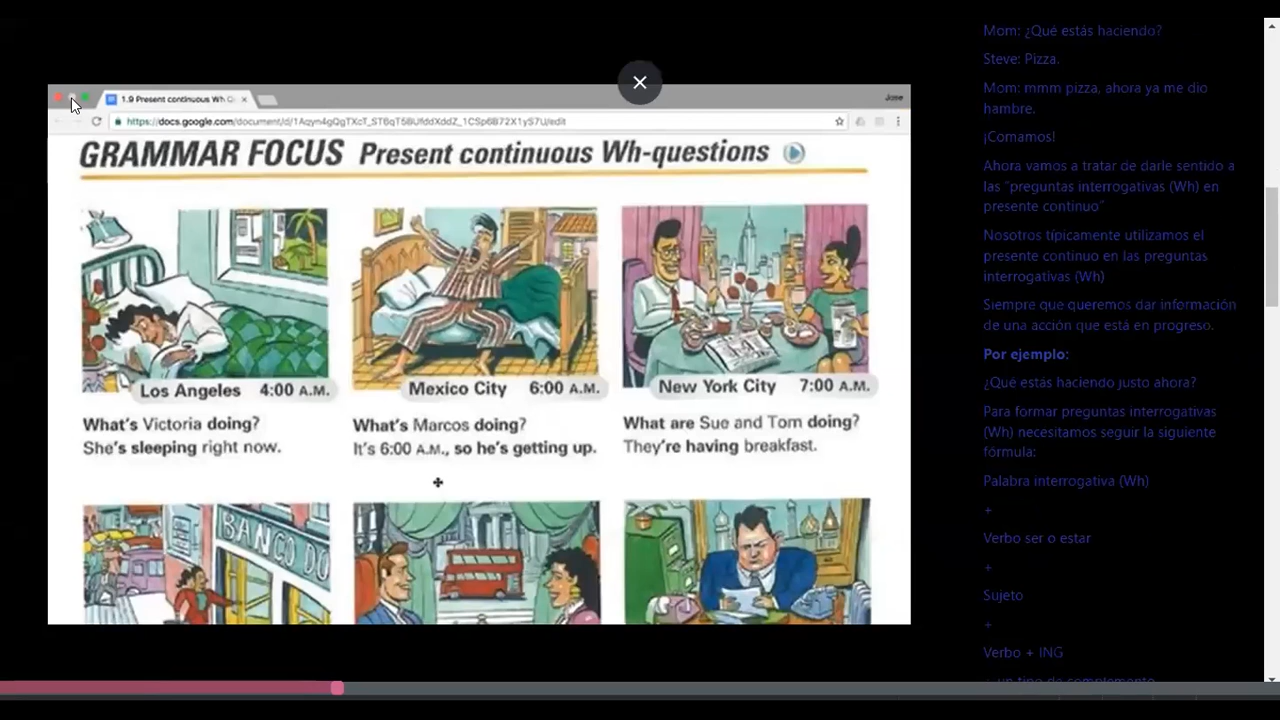 1.9 Present continuous Wh Q
Jose
GRAMMAR FOCUS Present continuous Wh-questions
Los Angeles 4:00 A.M.
What's Victoria doing?
She's sleeping right now.
Mexico City 6:00 A.M.
What's Marcos doing?
It's 6:00 A.M., so he's getting up.
New York City 7:00 A.M.
What are Sue and Tom doing?
They're having breakfast.
BANCO DO
Mom: ¿Qué estás haciendo?
Steve: Pizza.
Mom: mmm pizza, ahora ya me dio
hambre.
¡Comamos!
Ahora vamos a tratar de darle sentido a
las "preguntas interrogativas (Wh) en
presente continuo"
Nosotros típicamente utilizamos el
presente continuo en las preguntas
interrogativas (Wh)
Siempre que queremos dar información
de una acción que está en progreso.
Por ejemplo:
¿Qué estás haciendo justo ahora?
Para formar preguntas interrogativas
(Wh) necesitamos seguir la siguiente
fórmula:
Palabra interrogativa (Wh)
+
Verbo ser o estar
+
Sujeto
+
Verbo + ING